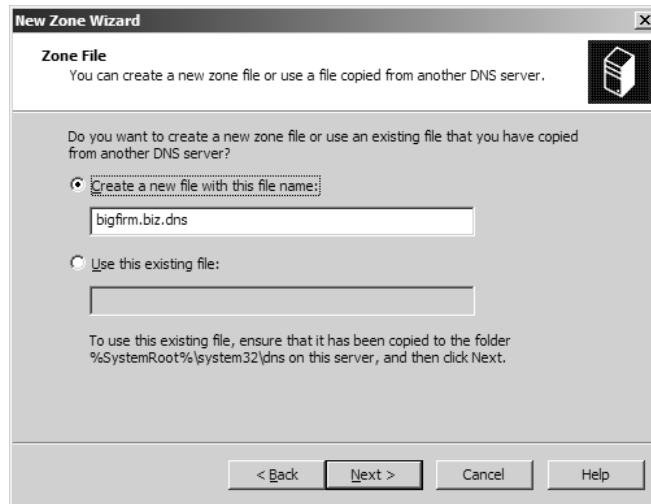 New Zone Wizard
Zone File
You can create a new zone file or use a file copied from another DNS server.
Do you want to create a new zone file or use an existing file that you have copied
from another DNS server?
Create a new file with this file name:
bigfirm.biz.dns
Use this existing file:
To use this existing file, ensure that it has been copied to the folder
%SystemRoot%\system32\dns on this server, and then click Next.
< Back
Next >
Cancel
Help